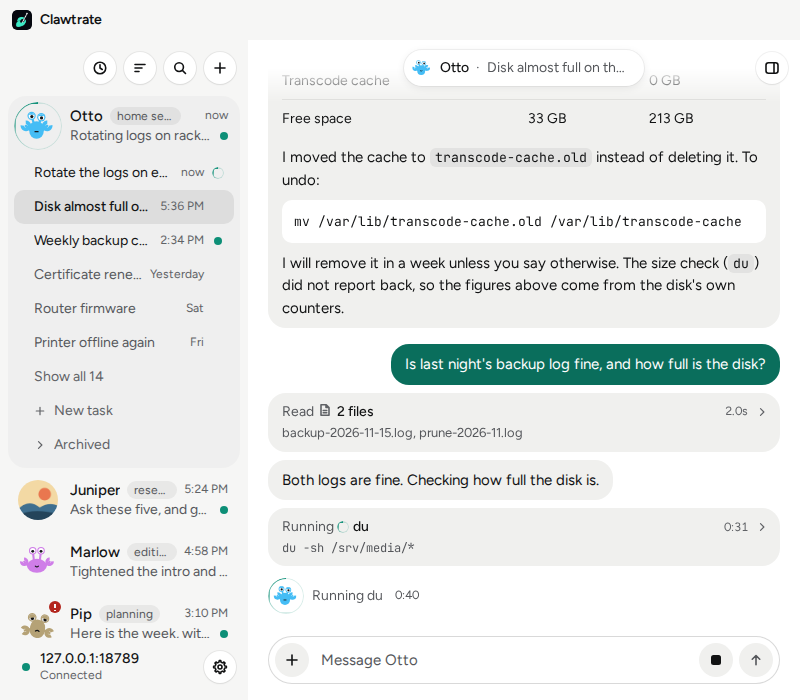 Clawtrate
Otto home se... now
Rotating logs on rack...
Rotate the logs on e... now
Disk almost full o... 5:36 PM
Weekly backup c... 2:34 PM
Certificate rene... Yesterday
Router firmware Sat
Printer offline again Fri
Show all 14
+ New task
Archived
Juniper rese... 5:24 PM
Ask these five, and g...
Marlow editi... 4:58 PM
Tightened the intro and ...
Pip planning 3:10 PM
Here is the week. wit...
127.0.0.1:18789
Connected
Otto · Disk almost full on th...
Transcode cache 0 GB
Free space 33 GB 213 GB
I moved the cache to transcode-cache.old instead of deleting it. To
undo:
mv /var/lib/transcode-cache.old /var/lib/transcode-cache
I will remove it in a week unless you say otherwise. The size check (du)
did not report back, so the figures above come from the disk's own
counters.
Is last night's backup log fine, and how full is the disk?
Read 2 files 2.0s
backup-2026-11-15.log, prune-2026-11.log
Both logs are fine. Checking how full the disk is.
Running du 0:31
du -sh /srv/media/*
Running du 0:40
Message Otto